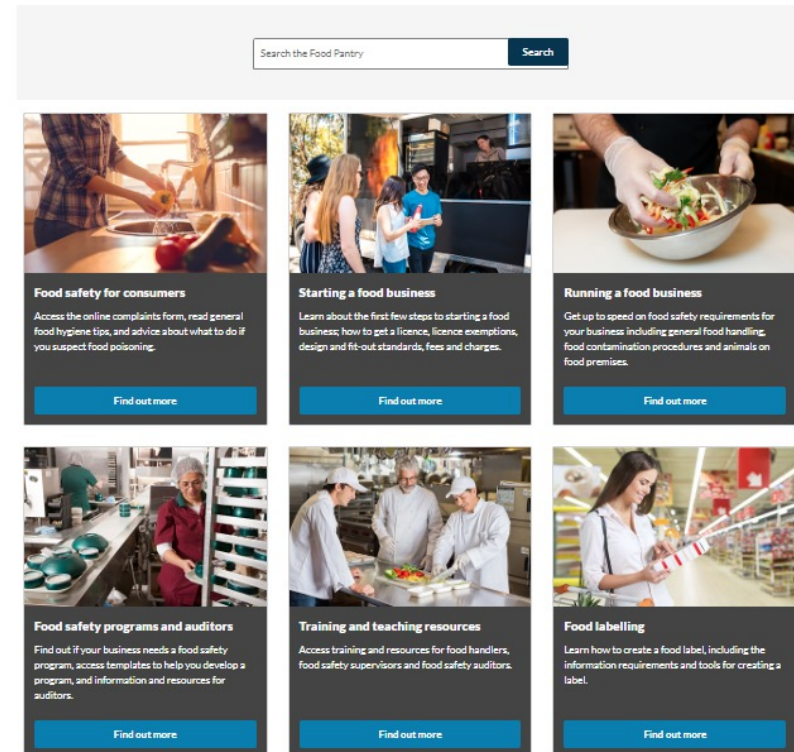 Search the Food Pantry
Search
Food safety for consumers
Access the online complaints form, read general
food hygiene tips, and advice about what to do if
you suspect food poisoning.
Find out more
Starting a food business
Learn about the first few steps to starting a food
business; how to get a licence, licence exemptions,
design and fit-out standards, fees and charges.
Find out more
Running a food business
Get up to speed on food safety requirements for
your business including general food handling,
food contamination procedures and animals on
food premises.
Find out more
Food safety programs and auditors
Find out if your business needs a food safety
program, access templates to help you develop a
program, and information and resources for
auditors.
Find out more
Training and teaching resources
Access training and resources for food handlers,
food safety supervisors and food safety auditors.
Find out more
Food labelling
Learn how to create a food label, including the
information requirements and tools for creating a
label.
Find out more